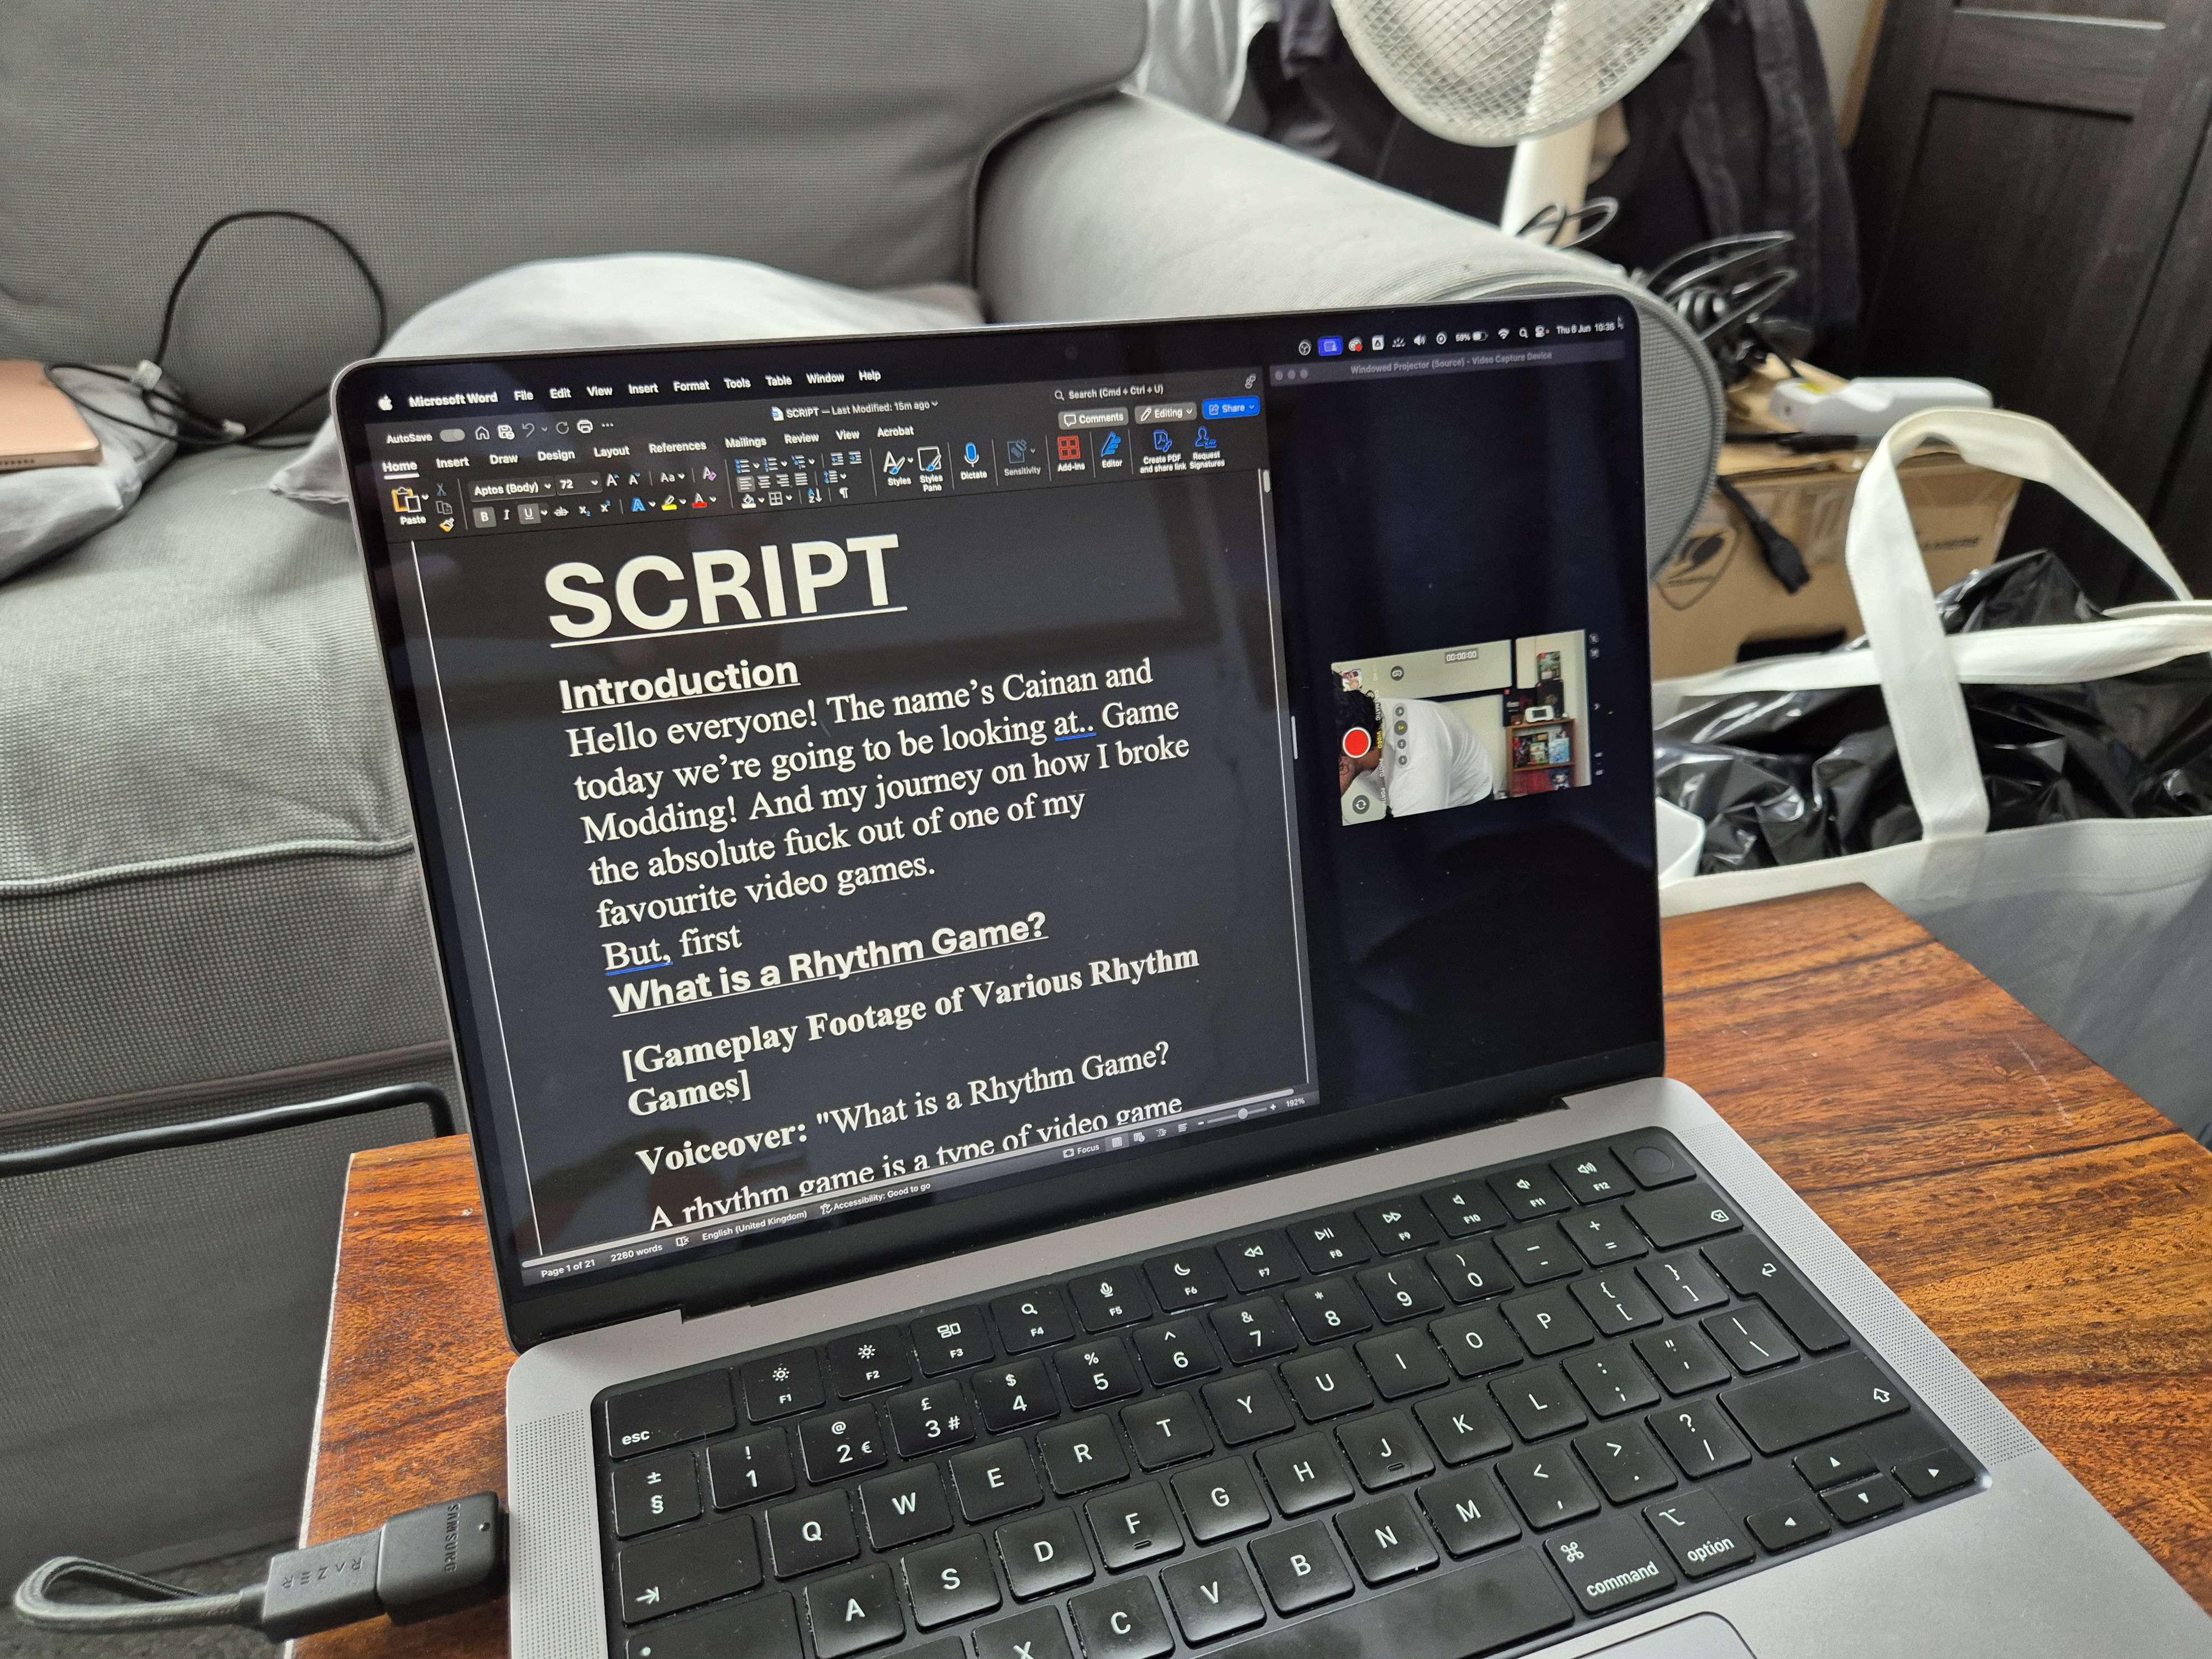 Microsoft Word File Edit View Insert Format Tools Table Window Help
59% Thu 6 Jun 10:36
Windowed Projector (Source) - Video Capture Device
AutoSave
SCRIPT — Last Modified: 15m ago
Search (Cmd + Ctrl + U)
Home Insert Draw Design Layout References Mailings Review View Acrobat
Comments Editing Share
Paste
Aptos (Body) 72
Styles
Styles Pane
Dictate
Sensitivity
Add-ins
Editor
Create PDF and share link
Request Signatures
SCRIPT
Introduction
Hello everyone! The name’s Cainan and
today we’re going to be looking at.. Game
Modding! And my journey on how I broke
the absolute fuck out of one of my
favourite video games.
But, first
What is a Rhythm Game?
[Gameplay Footage of Various Rhythm
Games]
Voiceover: "What is a Rhythm Game?
A rhythm game is a type of video game
00:00:00
VIDEO
Page 1 of 21 2280 words English (United Kingdom) Accessibility: Good to go Focus 192%
esc F1 F2 F3 F4 F5 F6 F7 F8 F9 F10 F11 F12
± § ! 1 @ 2 € £ 3 # $ 4 % 5 ^ 6 & 7 * 8 ( 9 ) 0 _ - + =
Q W E R T Y U I O P { [ } ]
A S D F G H J K L : ; " ' | \
X C V B N M < , > . ? /
⌘ command option
SAMSUNG
RAZER